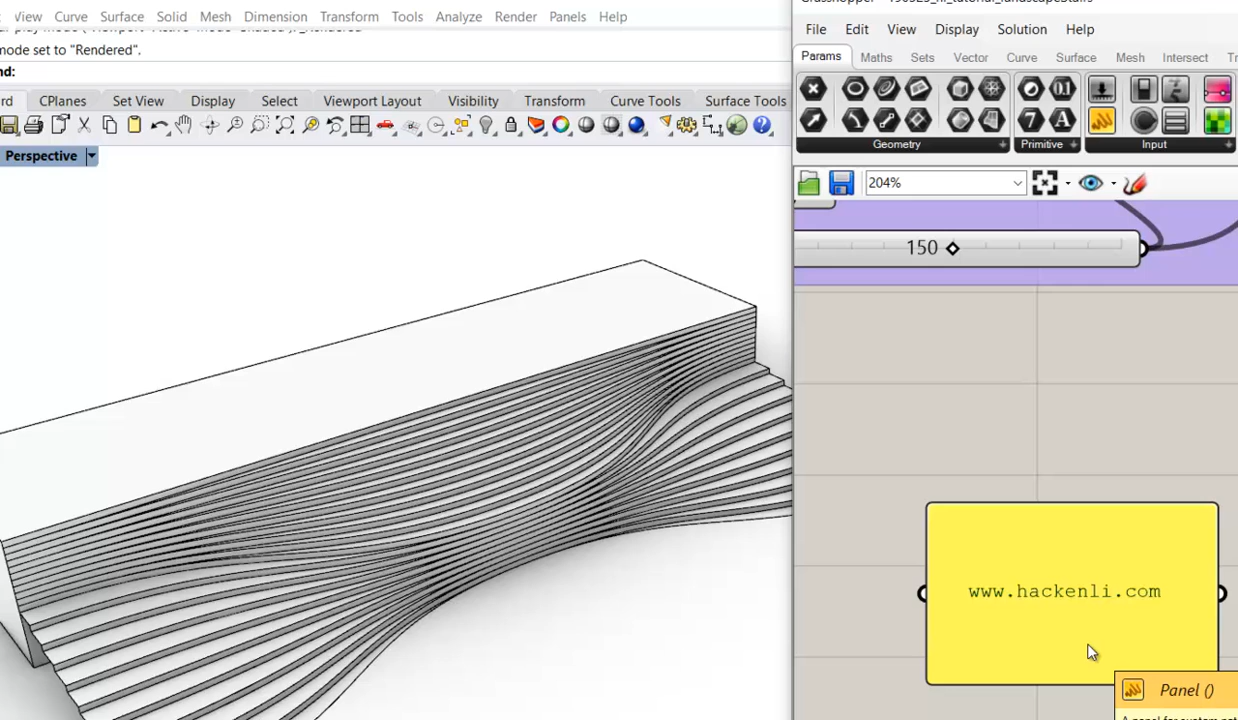 View Curve Surface Solid Mesh Dimension Transform Tools Analyze Render Panels Help
mode set to "Rendered".
nd:
rd CPlanes Set View Display Select Viewport Layout Visibility Transform Curve Tools Surface Tools
Perspective
File Edit View Display Solution Help
Params Maths Sets Vector Curve Surface Mesh Intersect Tr
Geometry Primitive Input
204%
150
www.hackenli.com
Panel ()